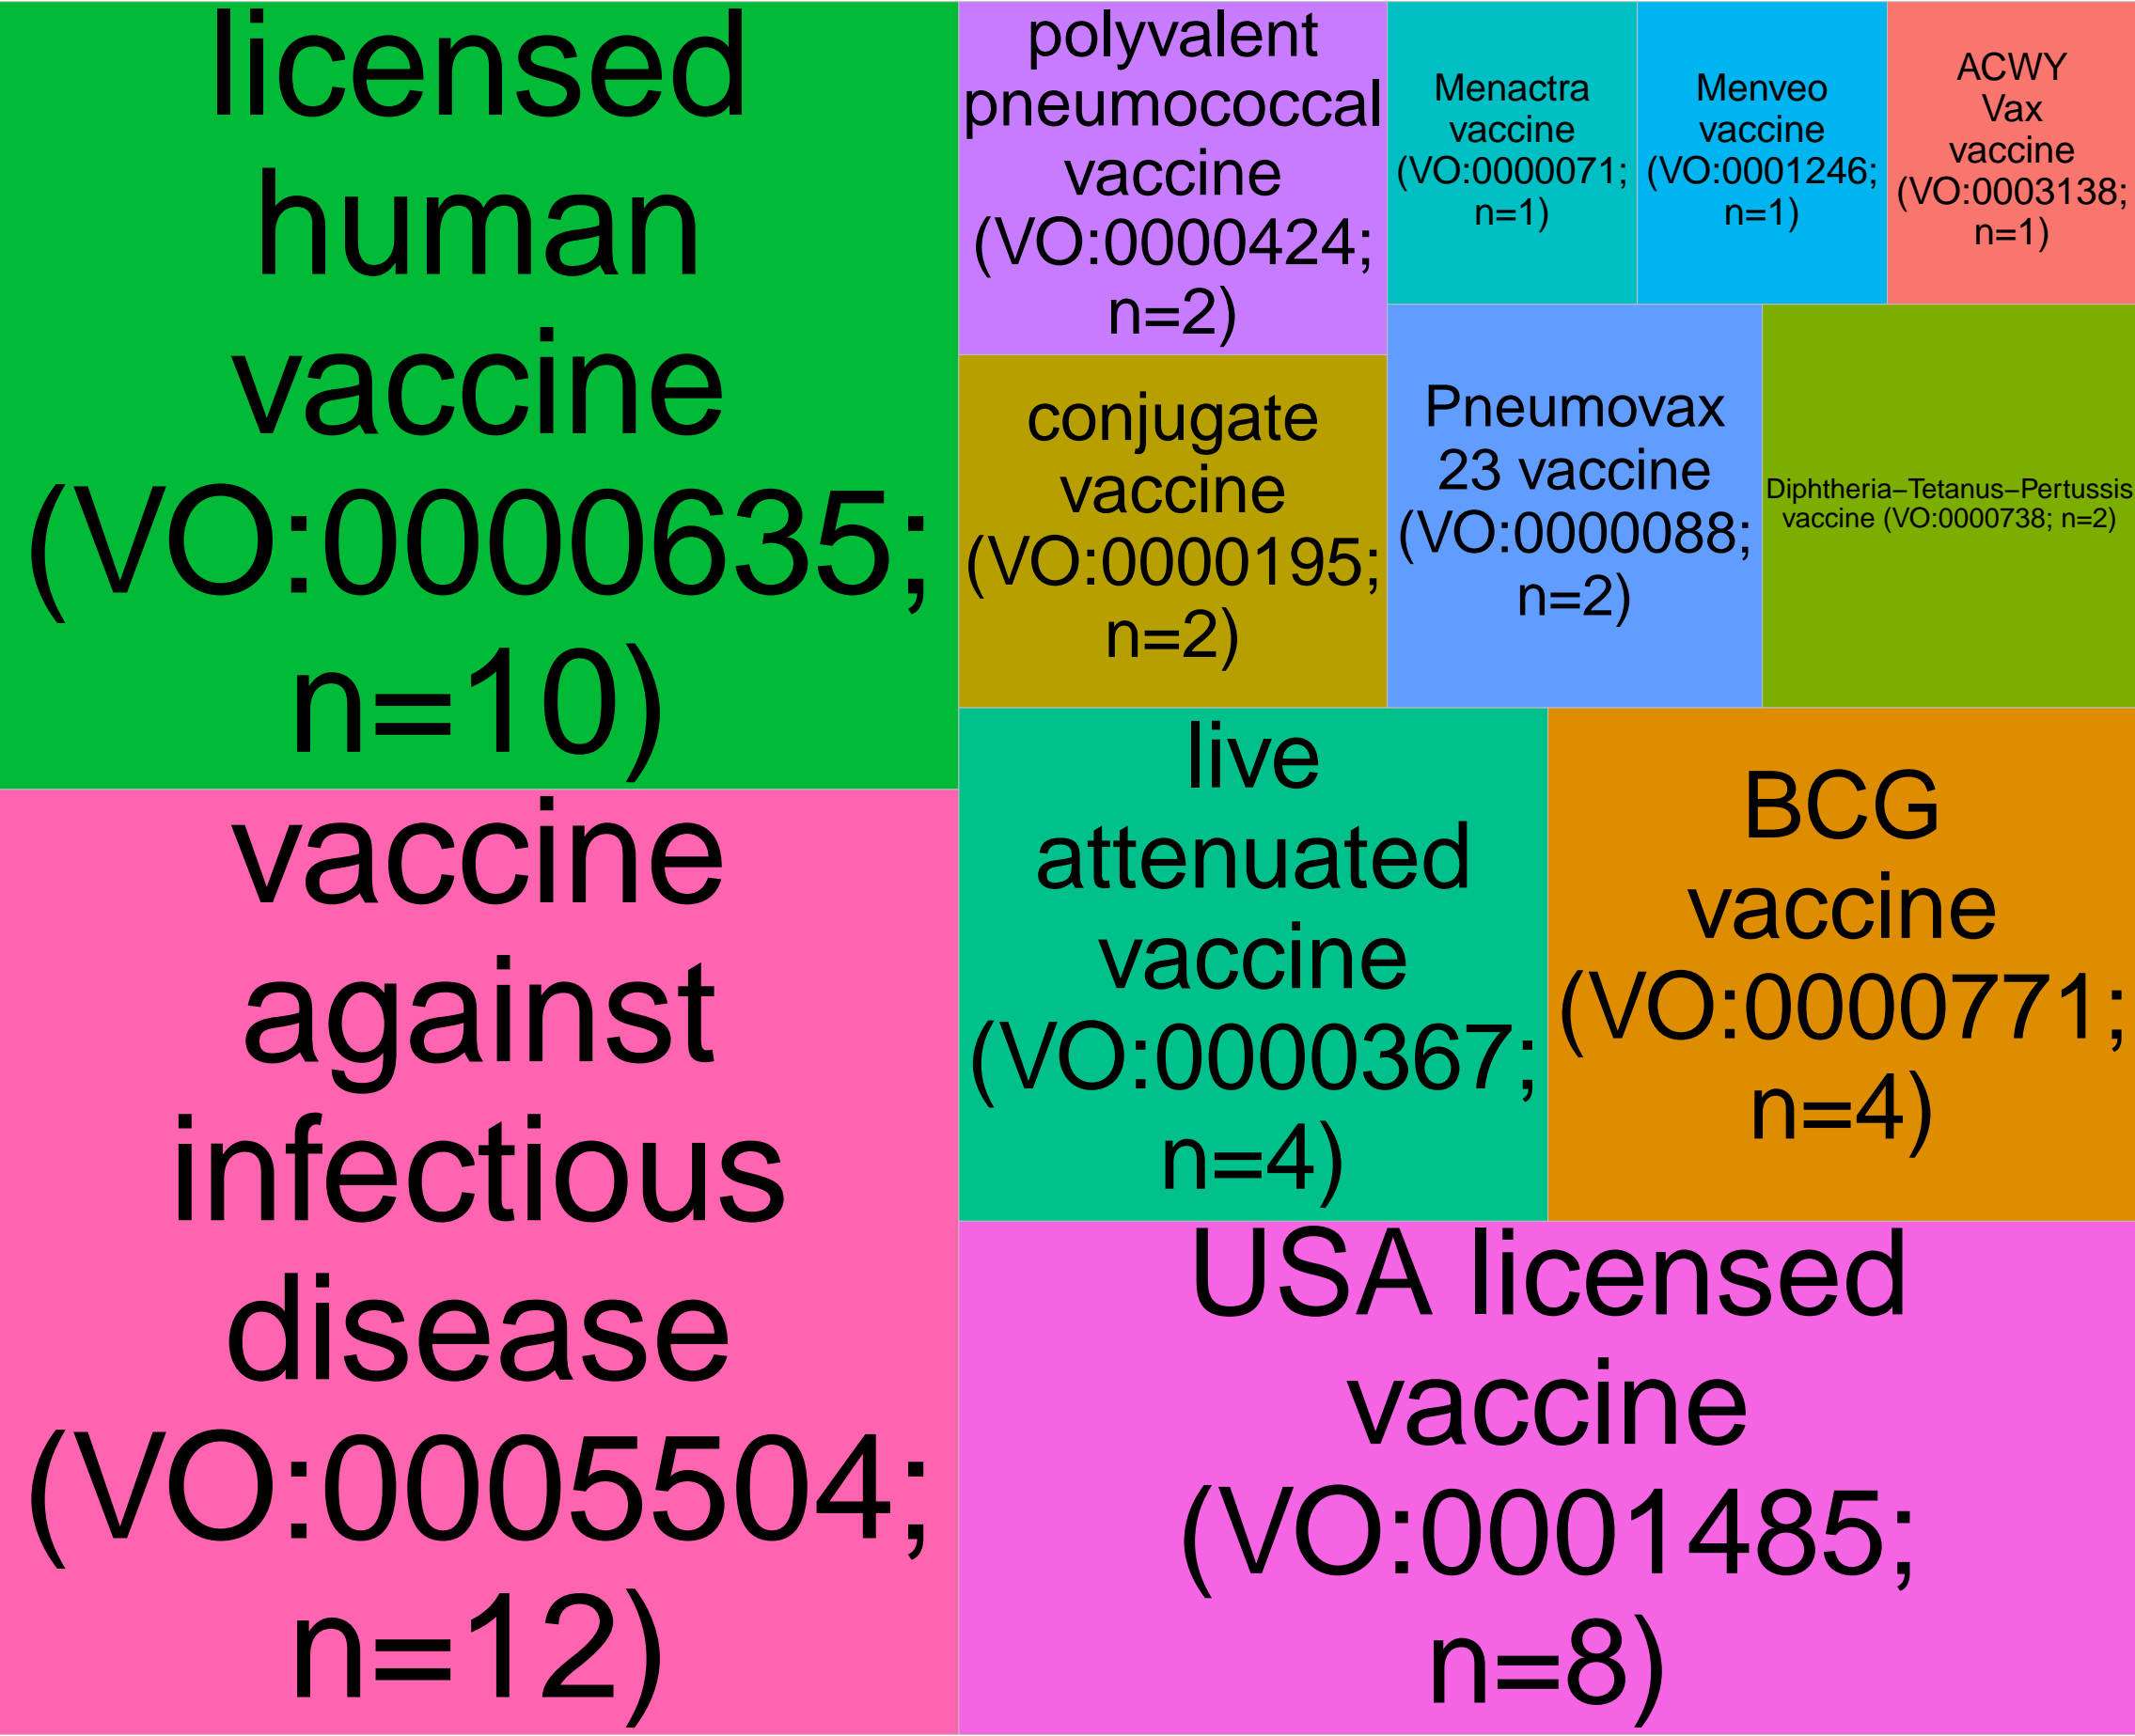 licensed
human
vaccine
(VO:0000635;
n=10)
vaccine
against
infectious
disease
(VO:0005504;
n=12)
polyvalent
pneumococcal
vaccine
(VO:0000424;
n=2)
conjugate
vaccine
(VO:0000195;
n=2)
Menactra
vaccine
(VO:0000071;
n=1)
Menveo
vaccine
(VO:0001246;
n=1)
ACWY
Vax
vaccine
(VO:0003138;
n=1)
Pneumovax
23 vaccine
(VO:0000088;
n=2)
Diphtheria−Tetanus−Pertussis
vaccine (VO:0000738; n=2)
live
attenuated
vaccine
(VO:0000367;
n=4)
BCG
vaccine
(VO:0000771;
n=4)
USA licensed
vaccine
(VO:0001485;
n=8)